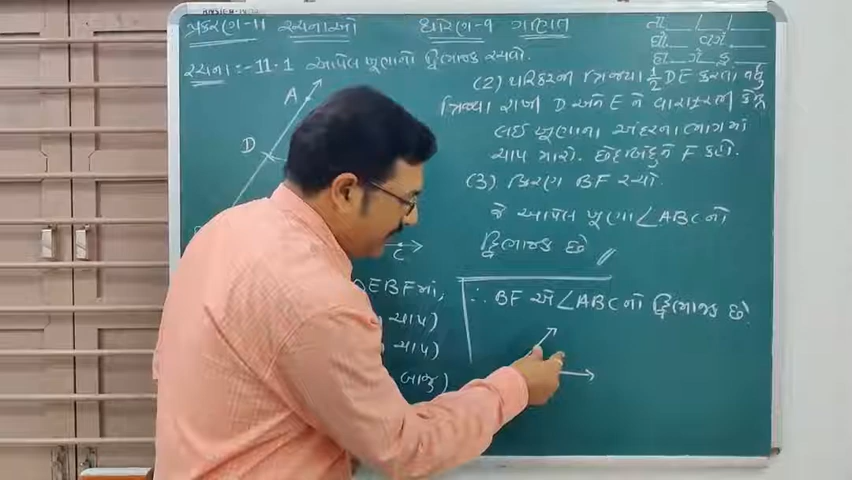 પ્રકરણ-11 રચનાઓ ધોરણ-9 ગણિત
તા. / /
રચના :- 11.1 આપેલ ખૂણાનો દ્વિભાજક રચવો.
A
D
C
DEBF માં,
ચાપ)
ચાપ)
બાજુ)
(2) પરિકરની ત્રિજ્યા ½ DE કરતા વધુ
ત્રિજ્યા રાખી D અને E ને વારાફરતી કેન્દ્ર
લઈ ખૂણાના અંદરના ભાગમાં
ચાપ મારો. છેદબિંદુને F કહો.
(3) કિરણ BF રચો.
જે આપેલ ખૂણા ∠ABC નો
દ્વિભાજક છે
∴ BF એ ∠ABC નો દ્વિભાજક છે.